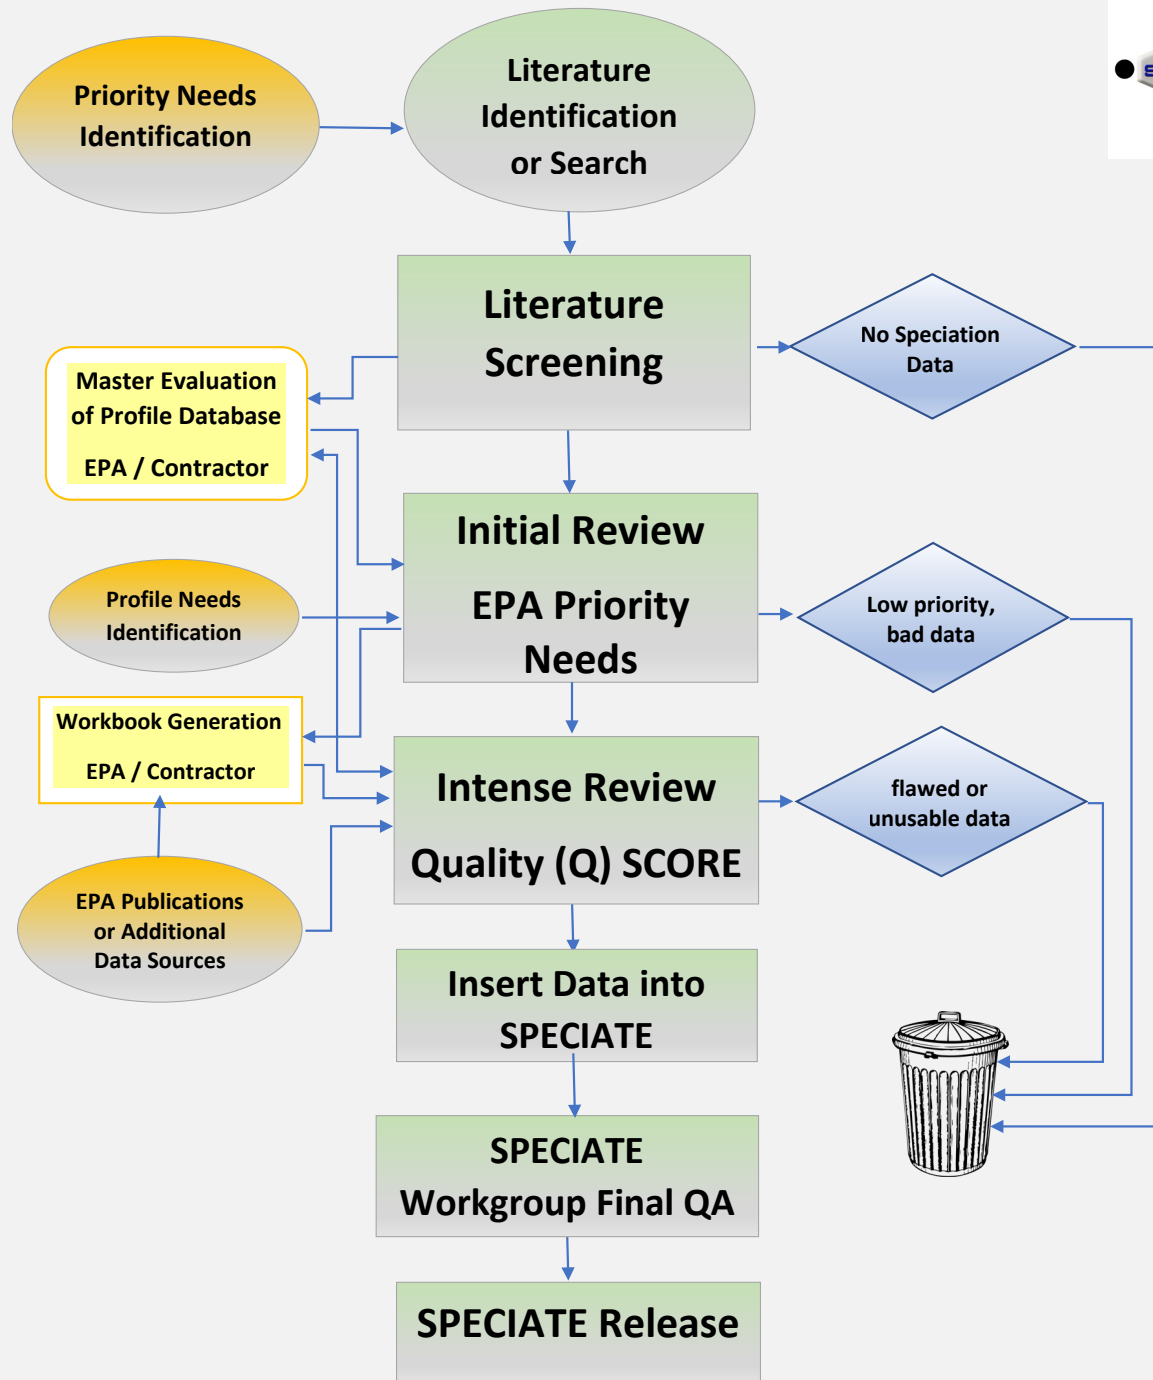 Priority Needs
Identification
Literature
Identification
or Search
Literature
Screening
No Speciation
Data
Master Evaluation
of Profile Database
EPA / Contractor
Initial Review
EPA Priority
Needs
Profile Needs
Identification
Low priority,
bad data
Workbook Generation
EPA / Contractor
Intense Review
Quality (Q) SCORE
flawed or
unusable data
EPA Publications
or Additional
Data Sources
Insert Data into
SPECIATE
SPECIATE
Workgroup Final QA
SPECIATE Release